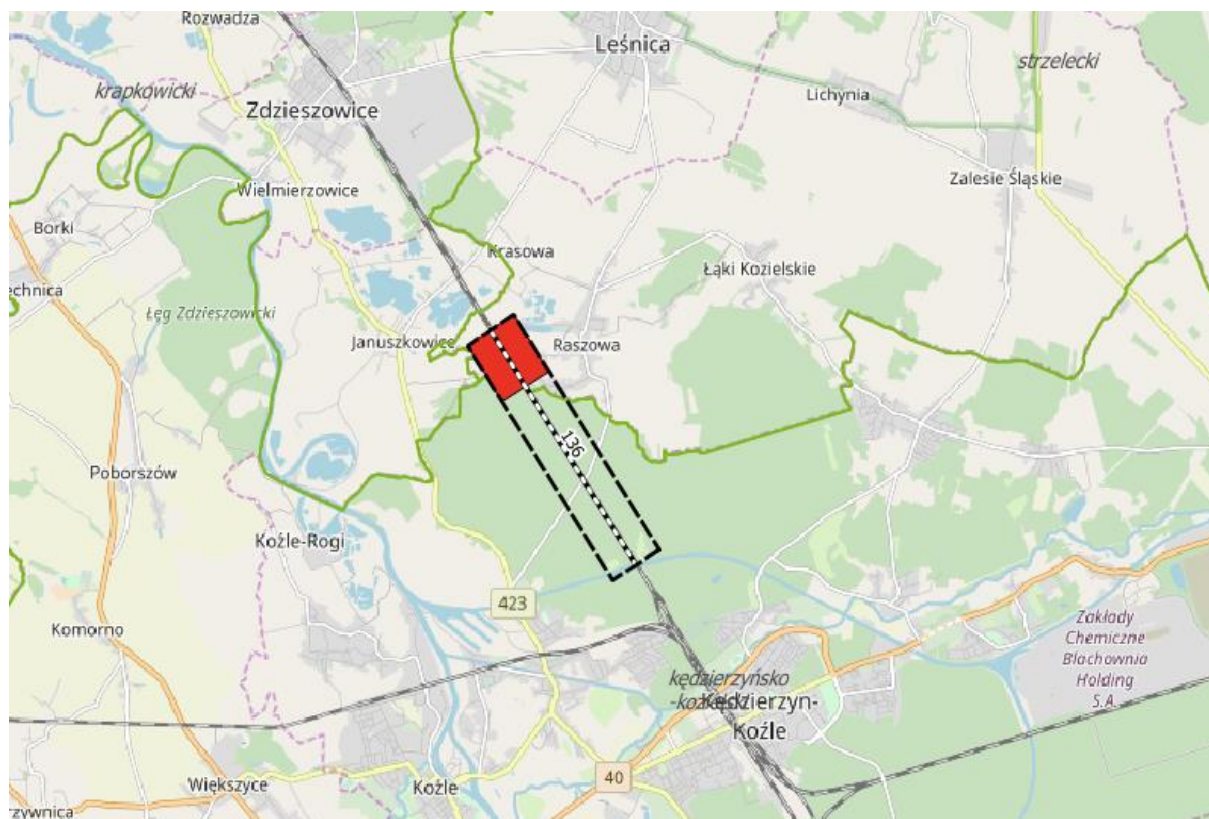 Rozwadza
Leśnica
strzelecki
krapkowicki
Lichynia
Zdzieszowice
Zalesie Śląskie
Wielmierzowice
Borki
Krasowa
Łąki Kozielskie
echnica
Łęg Zdzieszowicki
Januszkowice
Raszowa
136
Poborszów
Koźle-Rogi
423
Komorno
Zakłady
Chemiczne
Blachownia
Holding
S.A.
kędzierzyńsko
Kędzierzyn-
Koźle
40
Większyce
Koźle
rzywnica